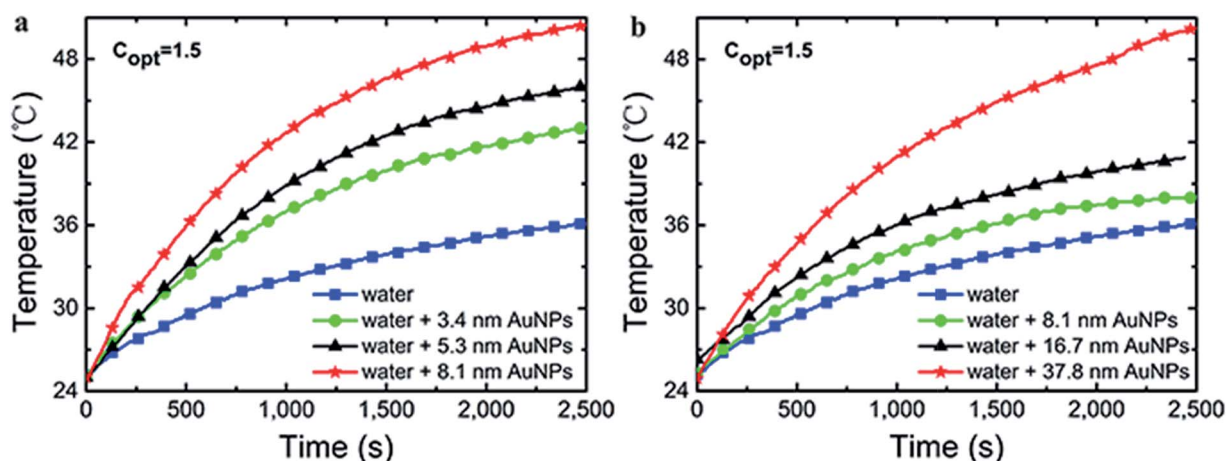 a
C_opt=1.5
48
42
36
30
24
Temperature (℃)
water
water + 3.4 nm AuNPs
water + 5.3 nm AuNPs
water + 8.1 nm AuNPs
0 500 1,000 1,500 2,000 2,500
Time (s)
b
C_opt=1.5
48
42
36
30
24
Temperature (℃)
water
water + 8.1 nm AuNPs
water + 16.7 nm AuNPs
water + 37.8 nm AuNPs
0 500 1,000 1,500 2,000 2,500
Time (s)